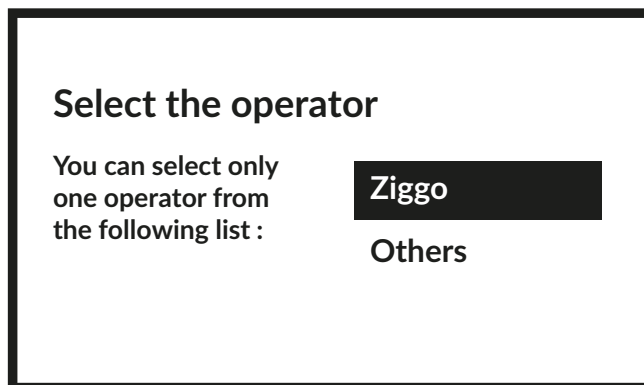 Select the operator
You can select only
one operator from
the following list :
Ziggo
Others